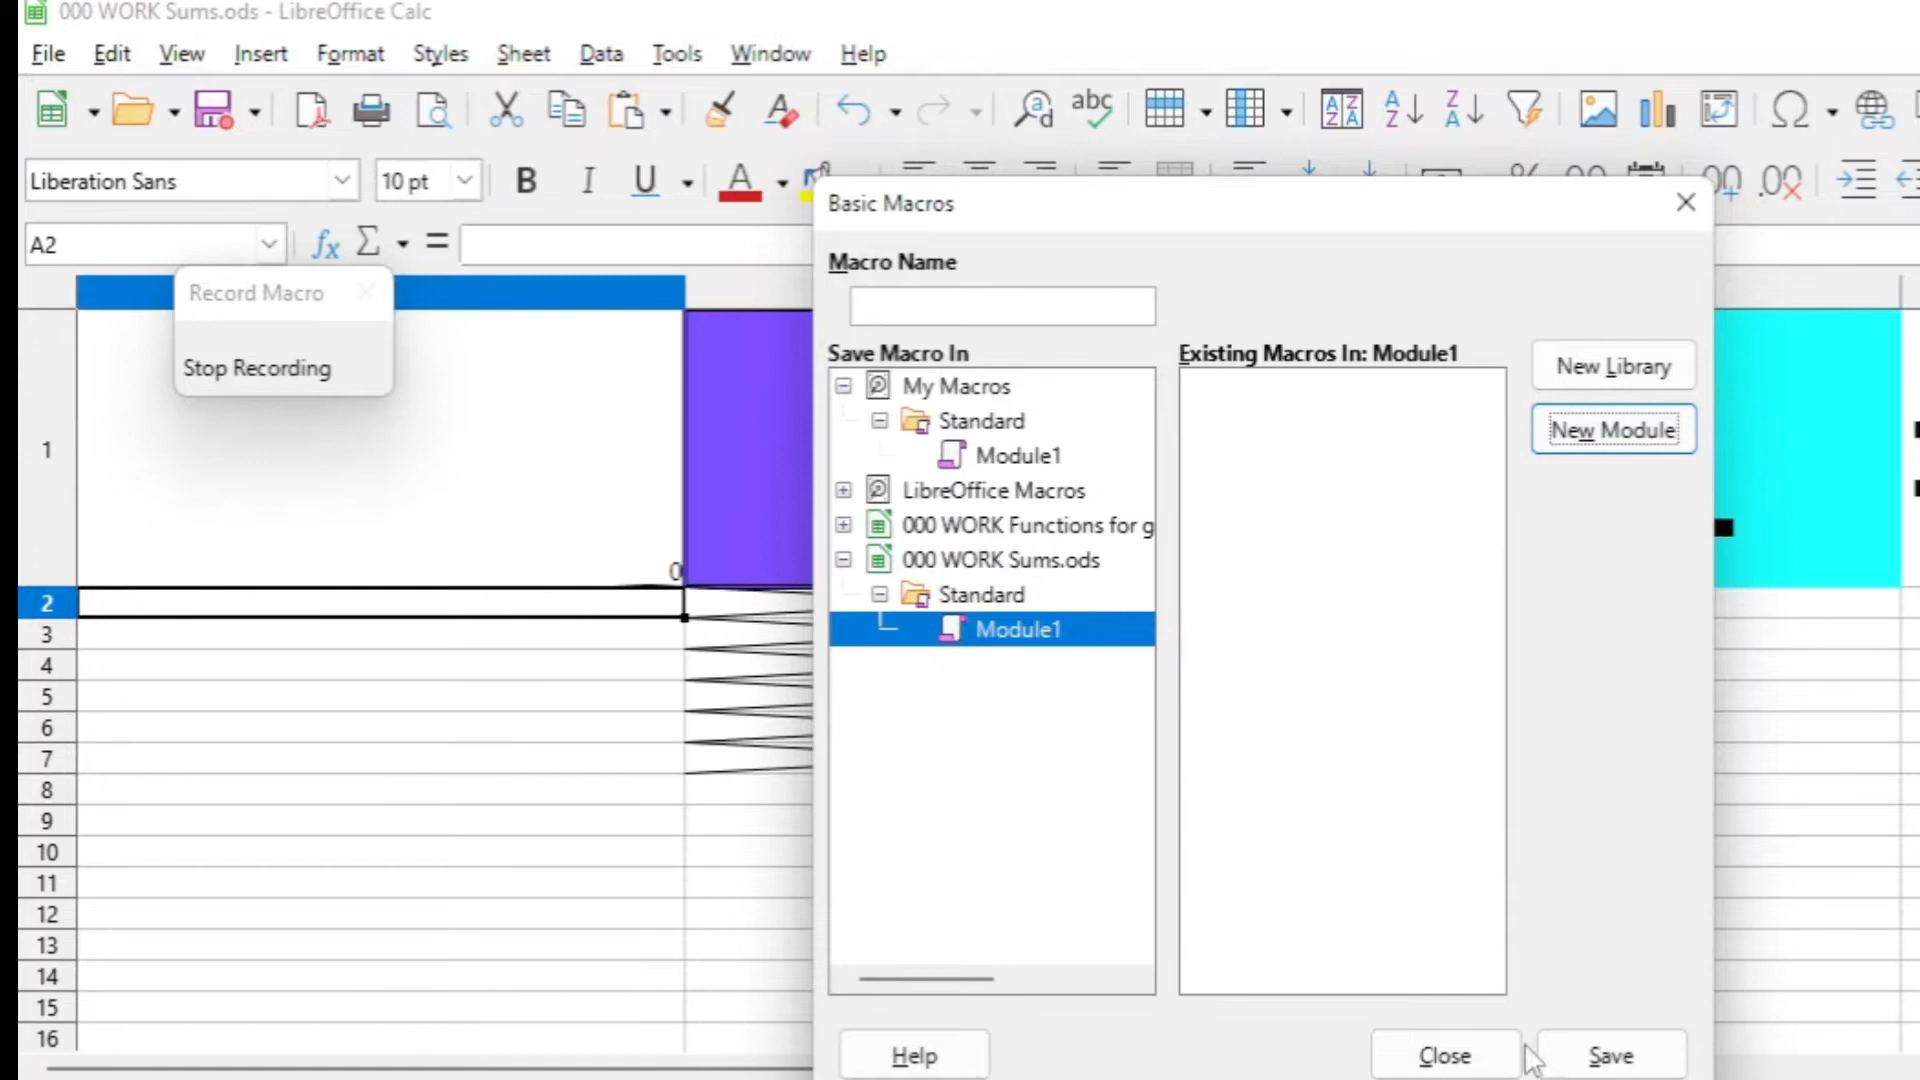 000 WORK Sums.ods - LibreOffice Calc
File Edit View Insert Format Styles Sheet Data Tools Window Help
Liberation Sans 10 pt B I U A
A2 fx Σ =
Record Macro
Stop Recording
0
1
2
3
4
5
6
7
8
9
10
11
12
13
14
15
16
Basic Macros
Macro Name
Save Macro In
My Macros
Standard
Module1
LibreOffice Macros
000 WORK Functions for g
000 WORK Sums.ods
Standard
Module1
Existing Macros In: Module1
New Library
New Module
Help Close Save